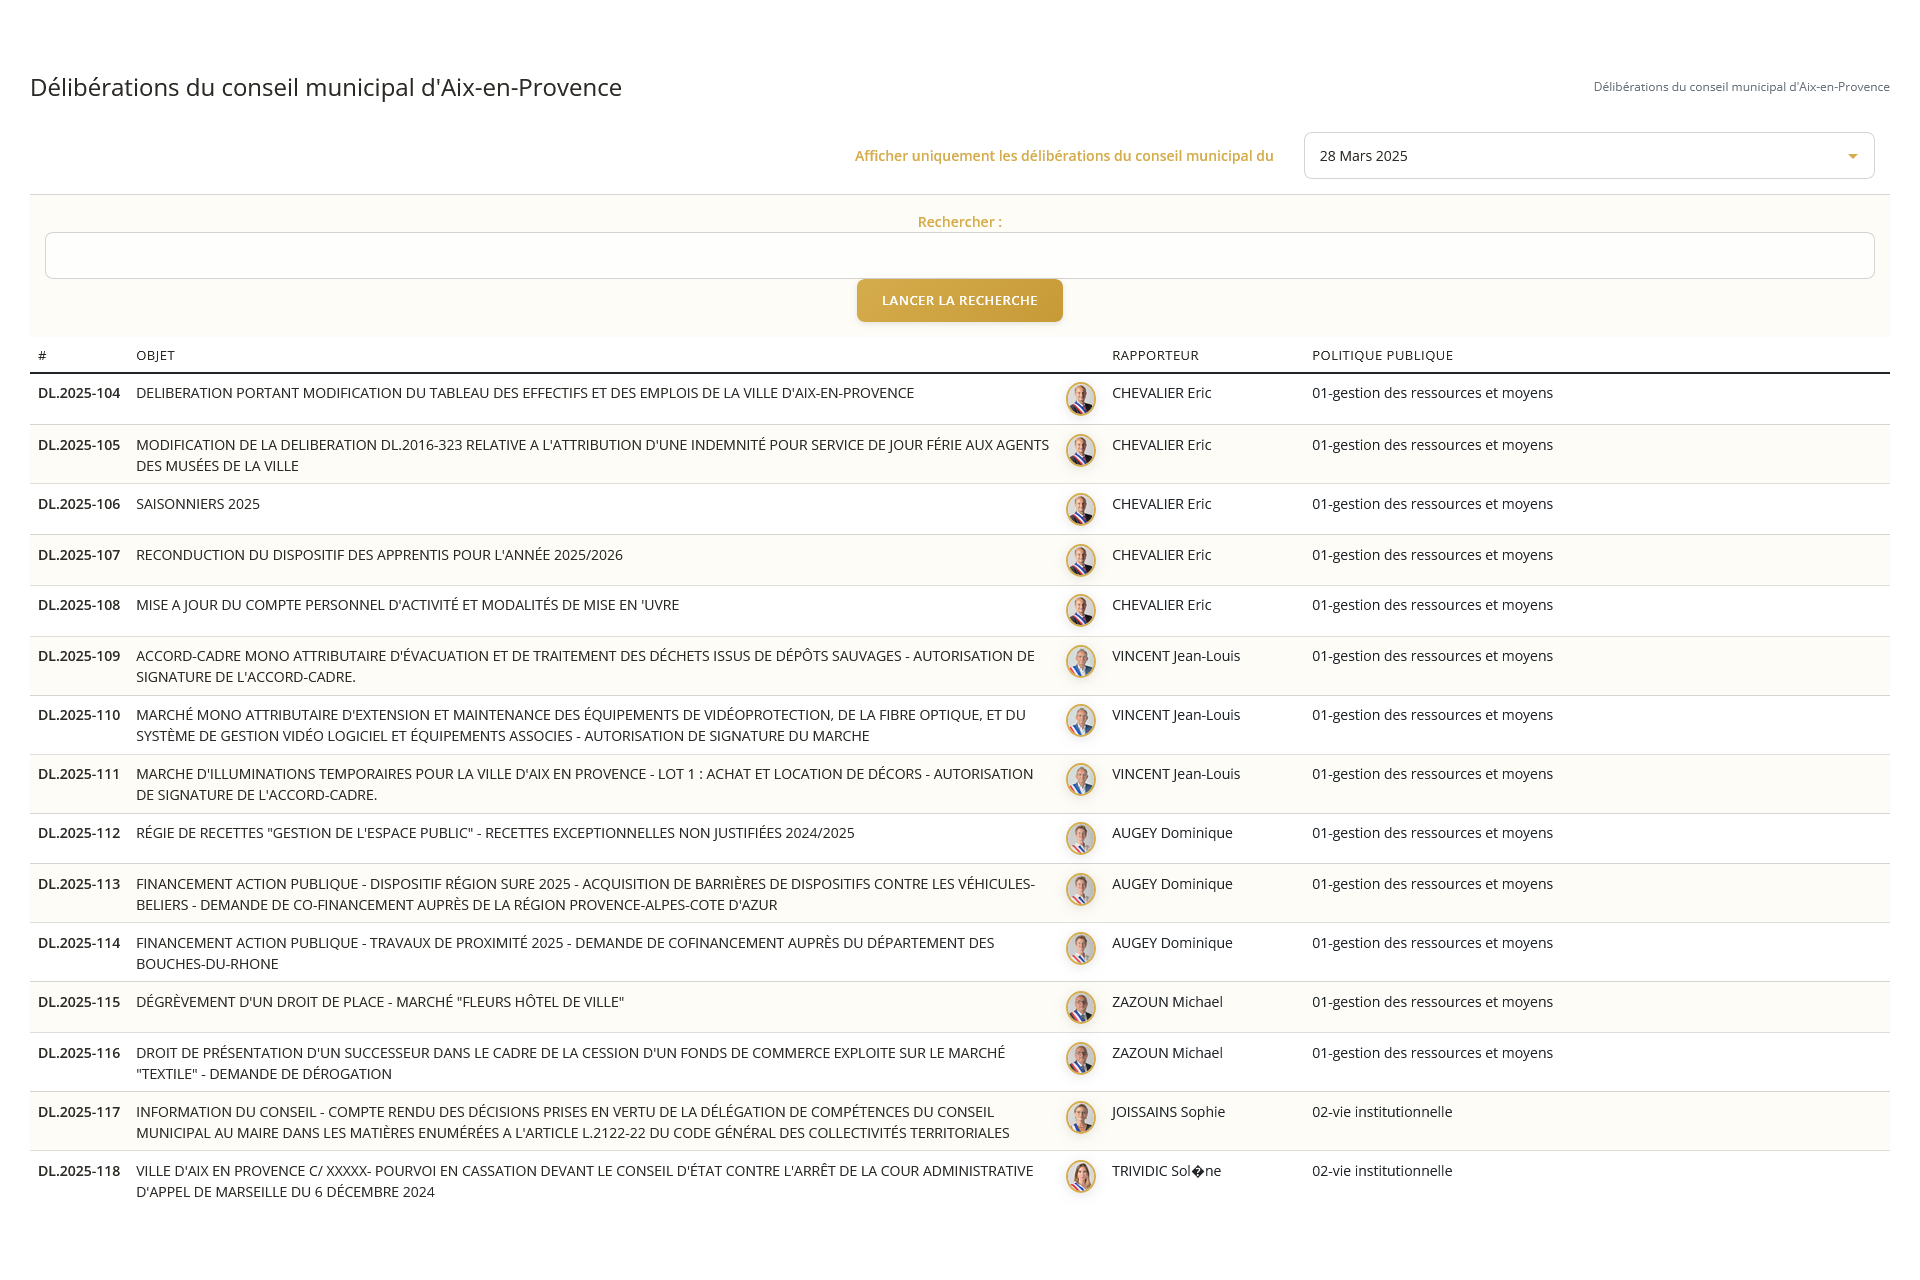 Délibérations du conseil municipal d'Aix-en-Provence
Délibérations du conseil municipal d'Aix-en-Provence
Afficher uniquement les délibérations du conseil municipal du
28 Mars 2025
Rechercher :
LANCER LA RECHERCHE
# OBJET RAPPORTEUR POLITIQUE PUBLIQUE
DL.2025-104 DELIBERATION PORTANT MODIFICATION DU TABLEAU DES EFFECTIFS ET DES EMPLOIS DE LA VILLE D'AIX-EN-PROVENCE CHEVALIER Eric 01-gestion des ressources et moyens
DL.2025-105 MODIFICATION DE LA DELIBERATION DL.2016-323 RELATIVE A L'ATTRIBUTION D'UNE INDEMNITÉ POUR SERVICE DE JOUR FÉRIE AUX AGENTS CHEVALIER Eric 01-gestion des ressources et moyens
DES MUSÉES DE LA VILLE
DL.2025-106 SAISONNIERS 2025 CHEVALIER Eric 01-gestion des ressources et moyens
DL.2025-107 RECONDUCTION DU DISPOSITIF DES APPRENTIS POUR L'ANNÉE 2025/2026 CHEVALIER Eric 01-gestion des ressources et moyens
DL.2025-108 MISE A JOUR DU COMPTE PERSONNEL D'ACTIVITÉ ET MODALITÉS DE MISE EN 'UVRE CHEVALIER Eric 01-gestion des ressources et moyens
DL.2025-109 ACCORD-CADRE MONO ATTRIBUTAIRE D'ÉVACUATION ET DE TRAITEMENT DES DÉCHETS ISSUS DE DÉPÔTS SAUVAGES - AUTORISATION DE VINCENT Jean-Louis 01-gestion des ressources et moyens
SIGNATURE DE L'ACCORD-CADRE.
DL.2025-110 MARCHÉ MONO ATTRIBUTAIRE D'EXTENSION ET MAINTENANCE DES ÉQUIPEMENTS DE VIDÉOPROTECTION, DE LA FIBRE OPTIQUE, ET DU VINCENT Jean-Louis 01-gestion des ressources et moyens
SYSTÈME DE GESTION VIDÉO LOGICIEL ET ÉQUIPEMENTS ASSOCIES - AUTORISATION DE SIGNATURE DU MARCHE
DL.2025-111 MARCHE D'ILLUMINATIONS TEMPORAIRES POUR LA VILLE D'AIX EN PROVENCE - LOT 1 : ACHAT ET LOCATION DE DÉCORS - AUTORISATION VINCENT Jean-Louis 01-gestion des ressources et moyens
DE SIGNATURE DE L'ACCORD-CADRE.
DL.2025-112 RÉGIE DE RECETTES "GESTION DE L'ESPACE PUBLIC" - RECETTES EXCEPTIONNELLES NON JUSTIFIÉES 2024/2025 AUGEY Dominique 01-gestion des ressources et moyens
DL.2025-113 FINANCEMENT ACTION PUBLIQUE - DISPOSITIF RÉGION SURE 2025 - ACQUISITION DE BARRIÈRES DE DISPOSITIFS CONTRE LES VÉHICULES- AUGEY Dominique 01-gestion des ressources et moyens
BELIERS - DEMANDE DE CO-FINANCEMENT AUPRÈS DE LA RÉGION PROVENCE-ALPES-COTE D'AZUR
DL.2025-114 FINANCEMENT ACTION PUBLIQUE - TRAVAUX DE PROXIMITÉ 2025 - DEMANDE DE COFINANCEMENT AUPRÈS DU DÉPARTEMENT DES AUGEY Dominique 01-gestion des ressources et moyens
BOUCHES-DU-RHONE
DL.2025-115 DÉGRÈVEMENT D'UN DROIT DE PLACE - MARCHÉ "FLEURS HÔTEL DE VILLE" ZAZOUN Michael 01-gestion des ressources et moyens
DL.2025-116 DROIT DE PRÉSENTATION D'UN SUCCESSEUR DANS LE CADRE DE LA CESSION D'UN FONDS DE COMMERCE EXPLOITE SUR LE MARCHÉ ZAZOUN Michael 01-gestion des ressources et moyens
"TEXTILE" - DEMANDE DE DÉROGATION
DL.2025-117 INFORMATION DU CONSEIL - COMPTE RENDU DES DÉCISIONS PRISES EN VERTU DE LA DÉLÉGATION DE COMPÉTENCES DU CONSEIL JOISSAINS Sophie 02-vie institutionnelle
MUNICIPAL AU MAIRE DANS LES MATIÈRES ENUMÉRÉES A L'ARTICLE L.2122-22 DU CODE GÉNÉRAL DES COLLECTIVITÉS TERRITORIALES
DL.2025-118 VILLE D'AIX EN PROVENCE C/ XXXXX- POURVOI EN CASSATION DEVANT LE CONSEIL D'ÉTAT CONTRE L'ARRÊT DE LA COUR ADMINISTRATIVE TRIVIDIC Sol�ne 02-vie institutionnelle
D'APPEL DE MARSEILLE DU 6 DÉCEMBRE 2024